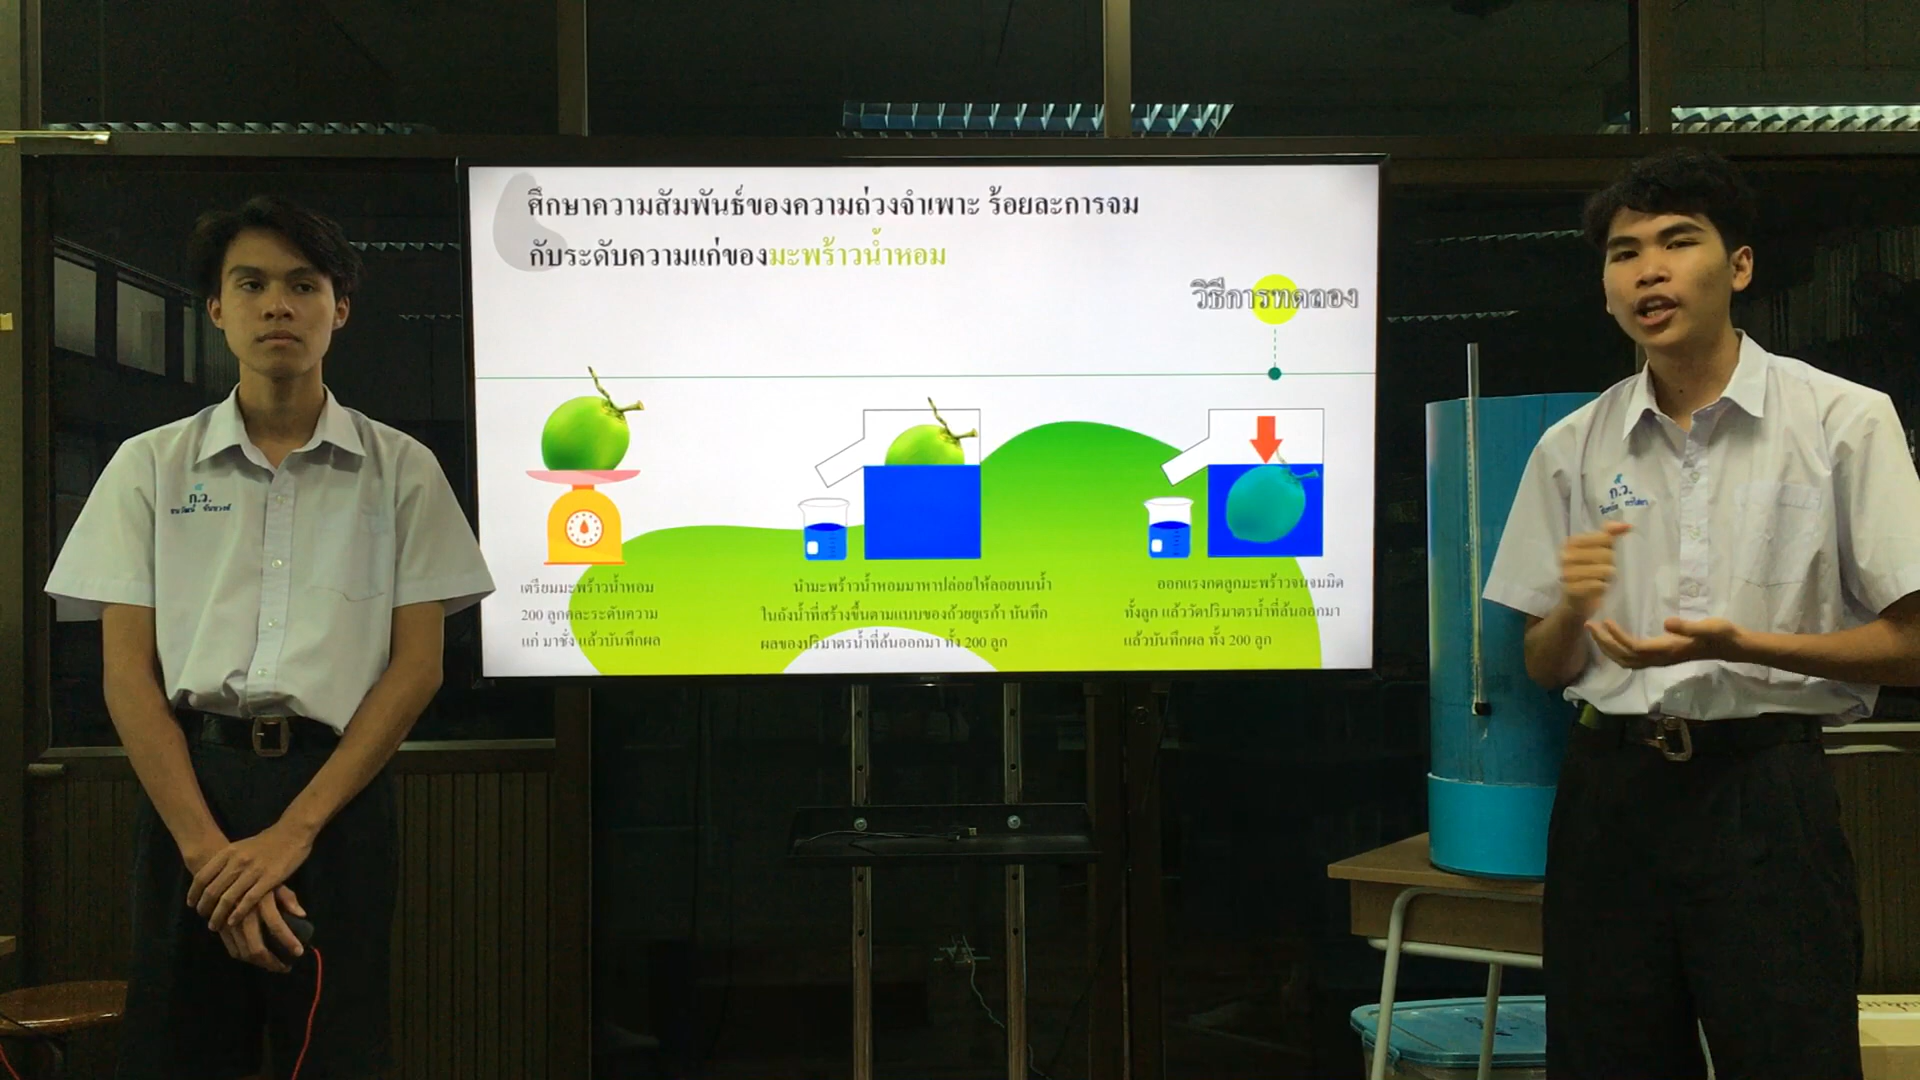 ศึกษาความสัมพันธ์ของความถ่วงจำเพาะ ร้อยละการจม
กับระดับความแก่ของมะพร้าวน้ำหอม
วิธีการทดลอง
เตรียมมะพร้าวน้ำหอม
200 ลูกคละระดับความ
แก่ มาชั่ง แล้วบันทึกผล
นำมะพร้าวน้ำหอมมาหาปล่อยให้ลอยบนน้ำ
ในถังน้ำที่สร้างขึ้นตามแบบของถ้วยยูเรก้า บันทึก
ผลของปริมาตรน้ำที่ล้นออกมา ทั้ง 200 ลูก
ออกแรงกดลูกมะพร้าวจนจมมิด
ทั้งลูก แล้ววัดปริมาตรน้ำที่ล้นออกมา
แล้วบันทึกผล ทั้ง 200 ลูก
ก.ว.
ก.ว.